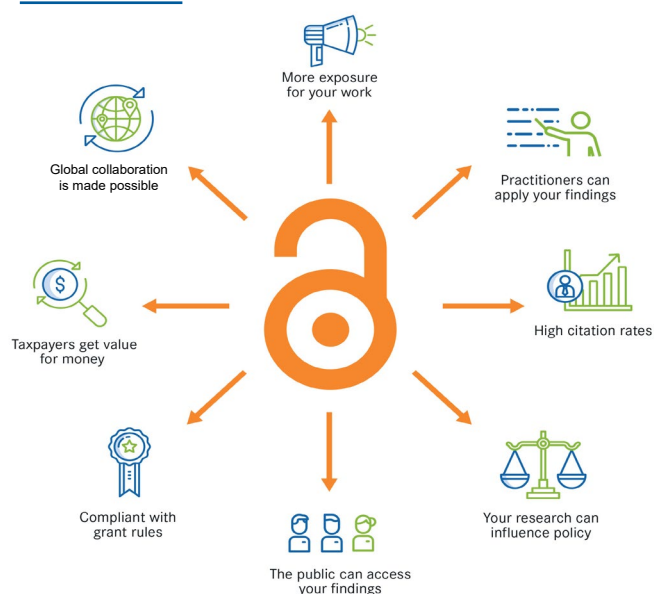 More exposure
for your work
Global collaboration
is made possible
Practitioners can
apply your findings
$
Taxpayers get value
for money
High citation rates
Compliant with
grant rules
Your research can
influence policy
The public can access
your findings